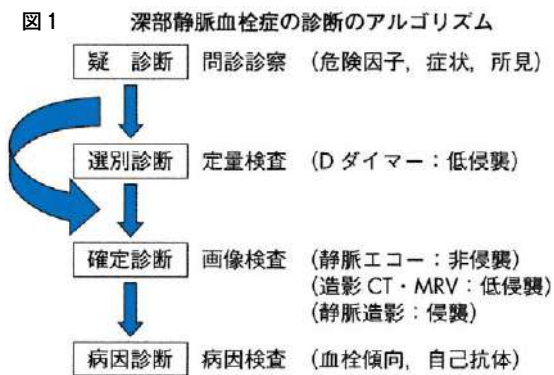 図1 深部静脈血栓症の診断のアルゴリズム
疑 診断 問診診察 (危険因子, 症状, 所見)
選別診断 定量検査 (Dダイマー:低侵襲)
確定診断 画像検査 (静脈エコー:非侵襲)
(造影CT・MRV:低侵襲)
(静脈造影:侵襲)
病因診断 病因検査 (血栓傾向, 自己抗体)